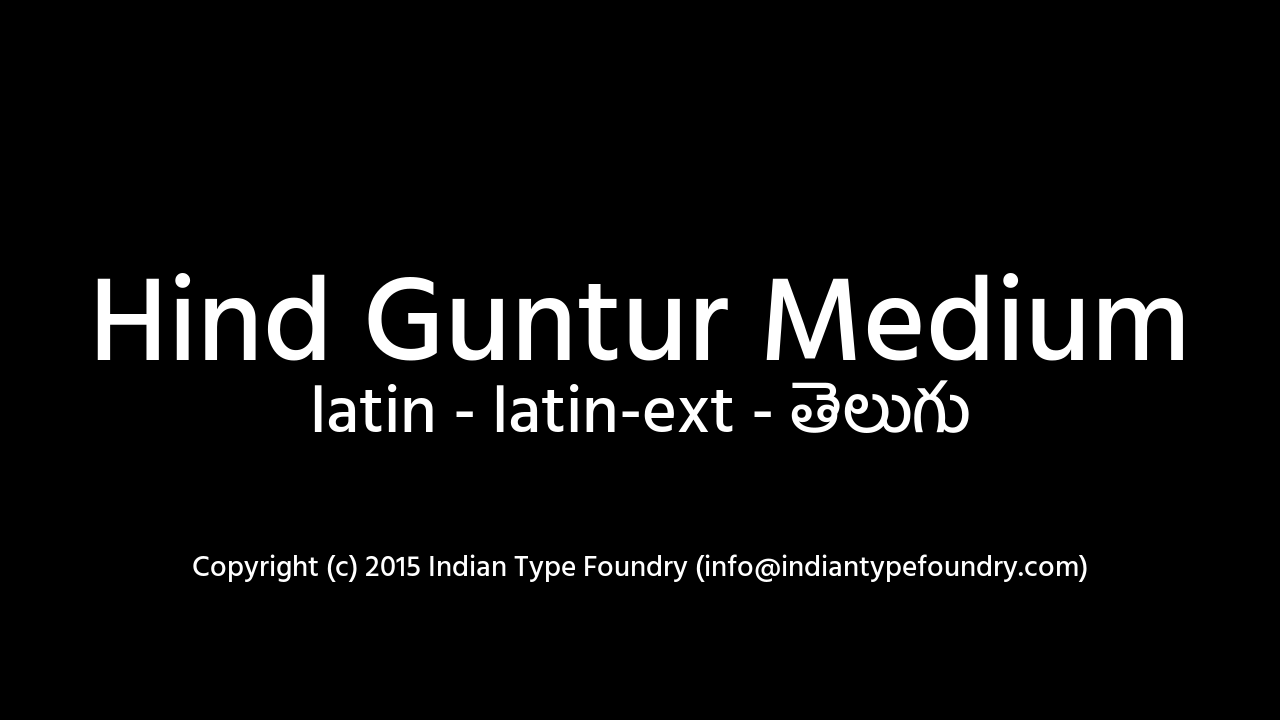 Hind Guntur Medium
latin - latin-ext - తెలుగు
Copyright (c) 2015 Indian Type Foundry (info@indiantypefoundry.com)